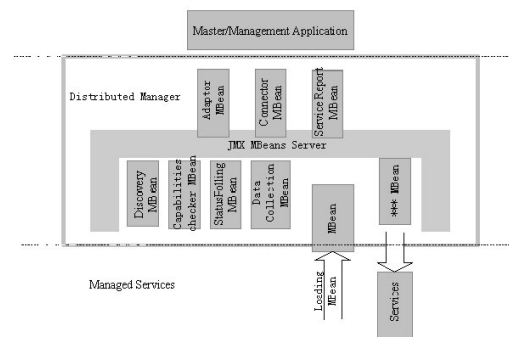 Master/Management Application
Distributed Manager
Adaptor
MBean
Connector
MBean
Service Report
MBean
JMX MBeans Server
Discovery
MBean
Capabilities
checker MBean
StatusPolling
MBean
Data
Collection
MBean
MBean
*** MBean
Managed Services
Loading
MBean
Services